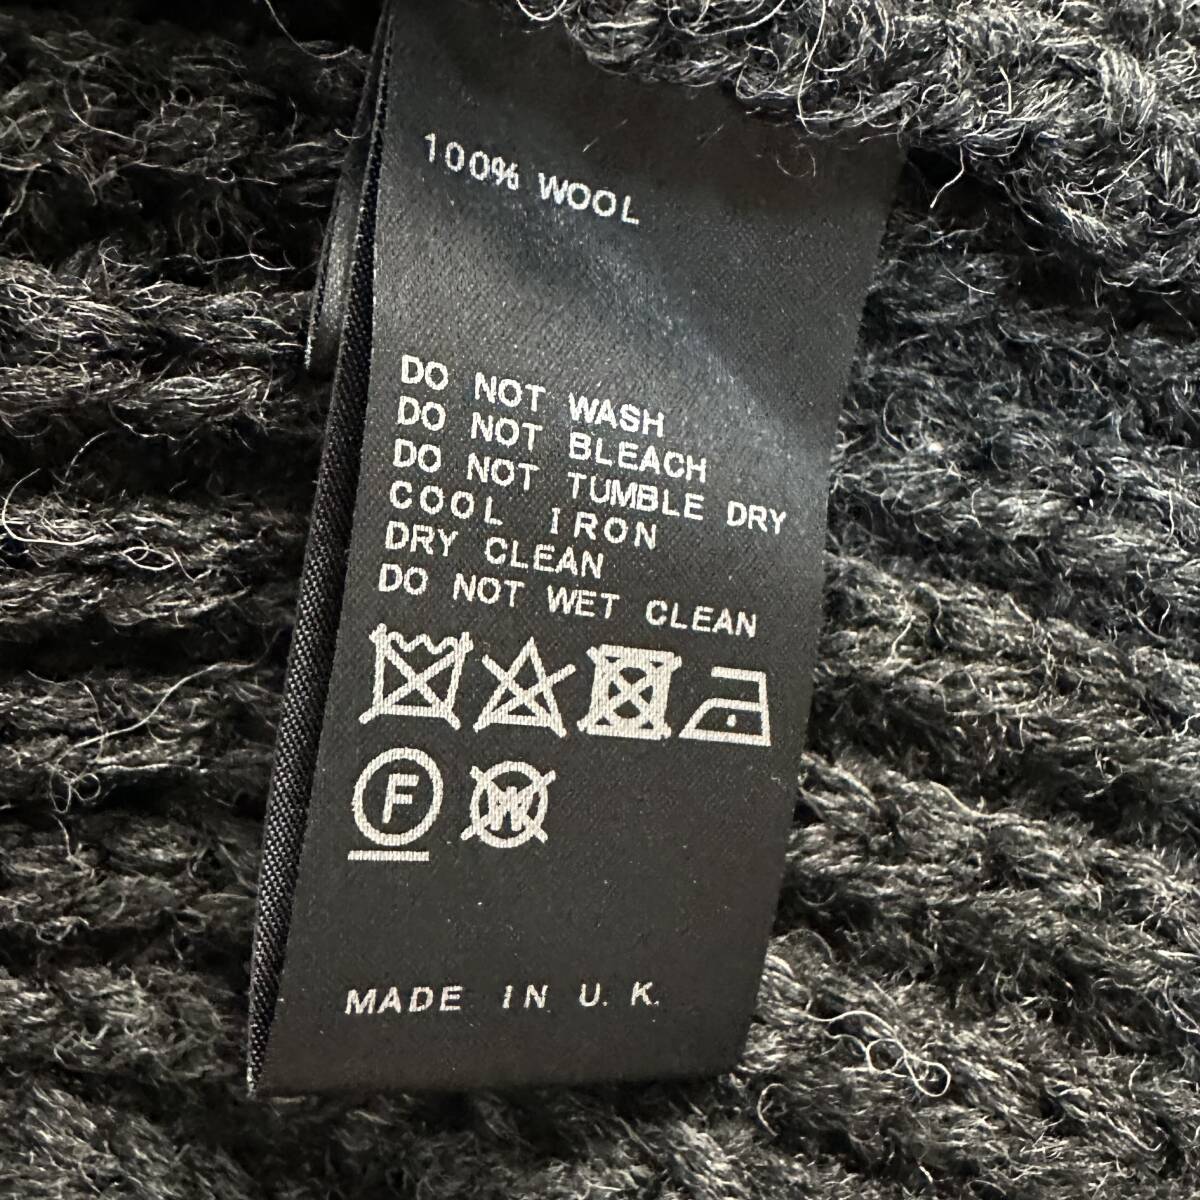 100% WOOL
DO NOT WASH
DO NOT BLEACH
DO NOT TUMBLE DRY
COOL IRON
DRY CLEAN
DO NOT WET CLEAN
F W
MADE IN U. K.